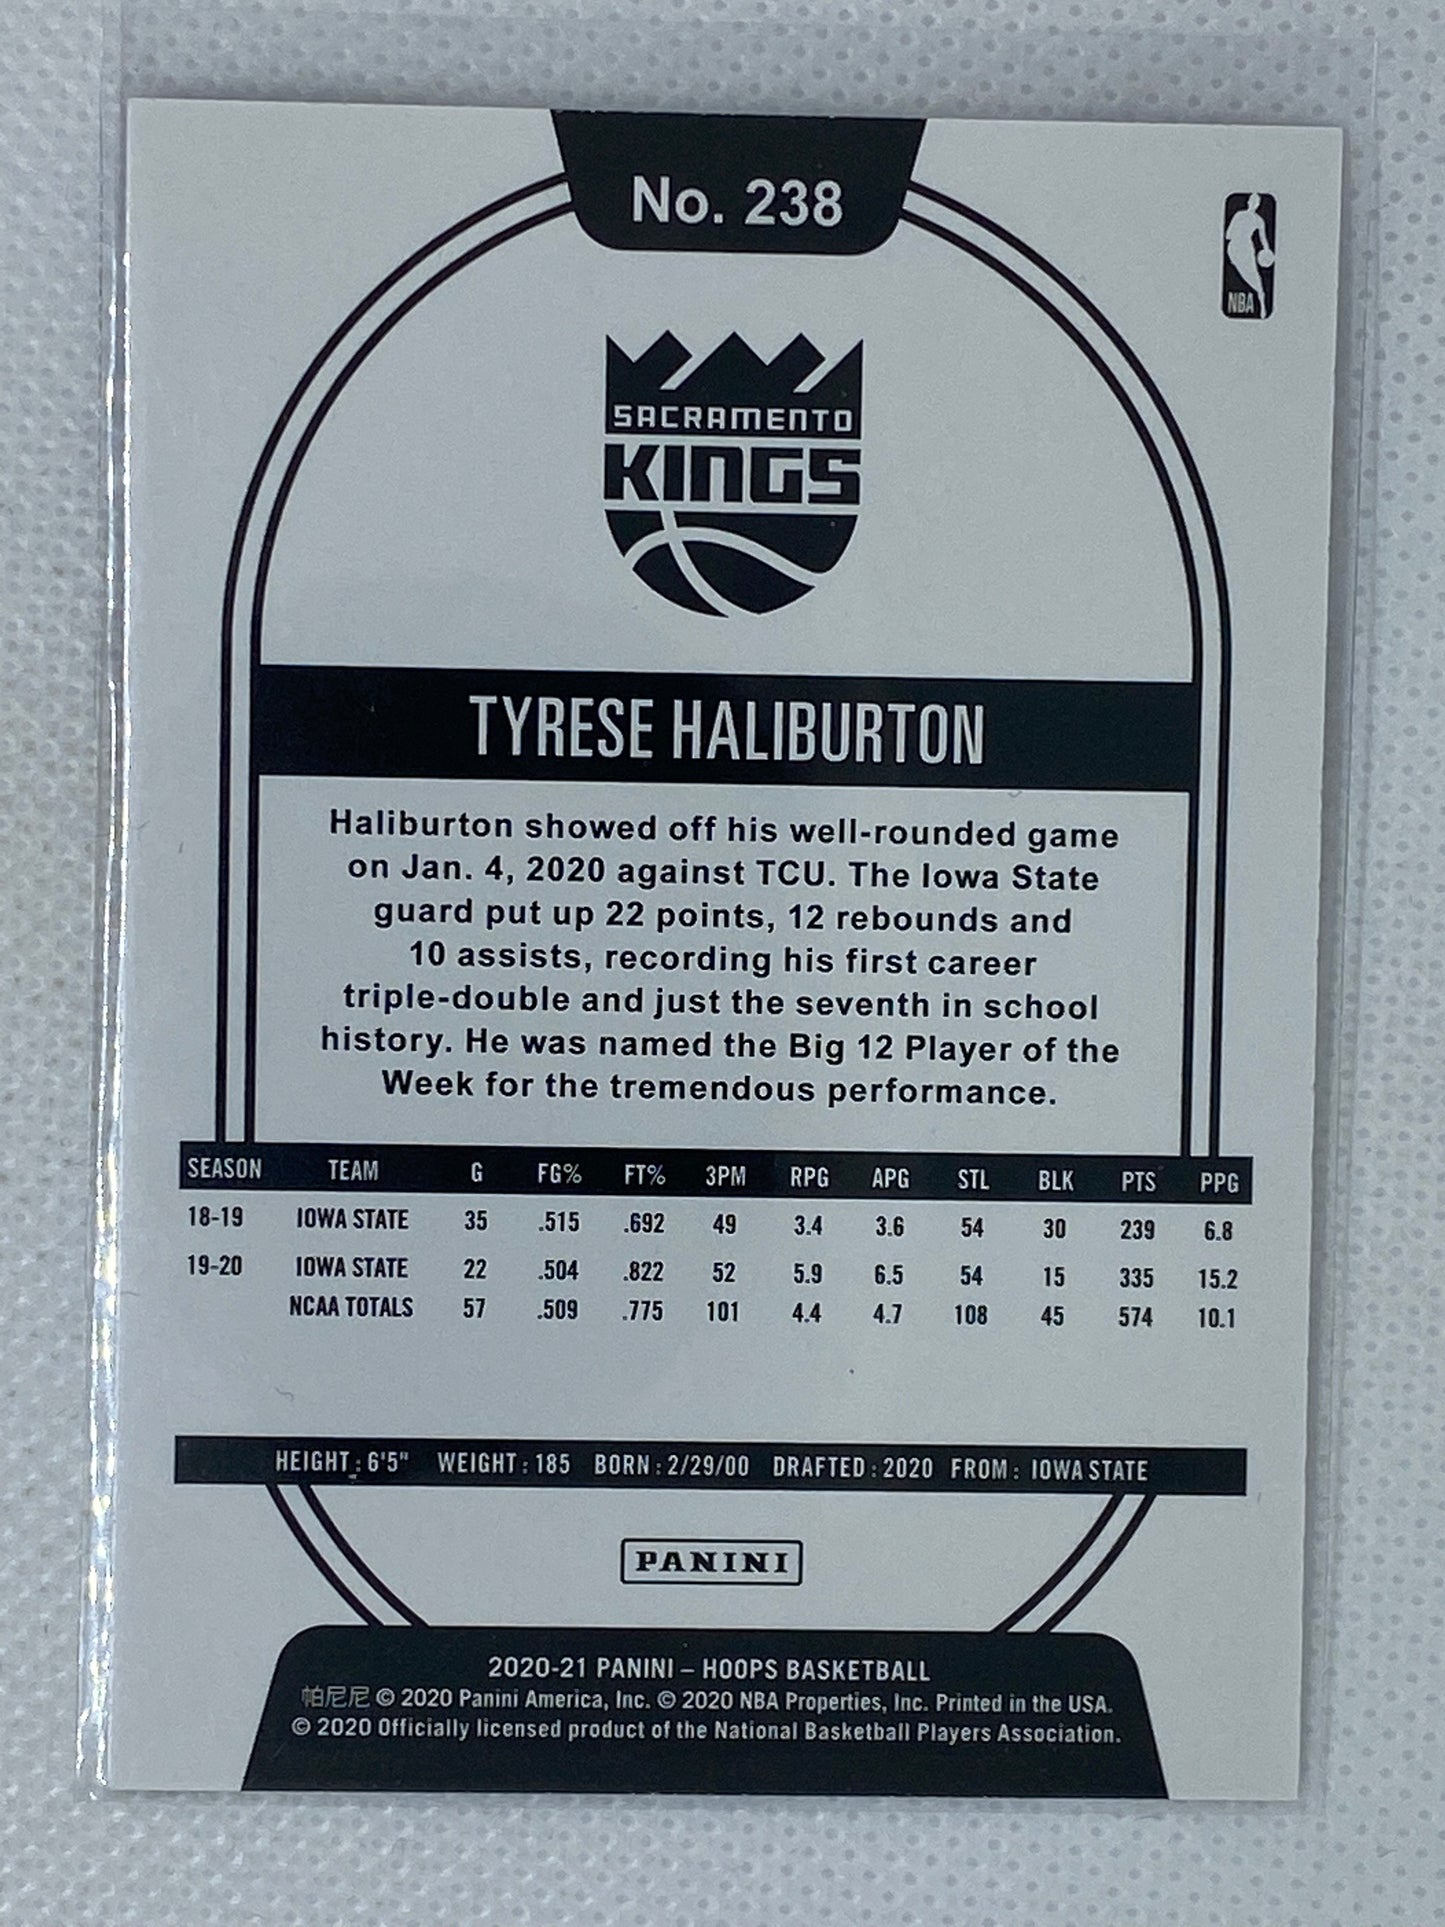 No. 238
NBA
SACRAMENTO
KINGS
TYRESE HALIBURTON
Haliburton showed off his well-rounded game
on Jan. 4, 2020 against TCU. The Iowa State
guard put up 22 points, 12 rebounds and
10 assists, recording his first career
triple-double and just the seventh in school
history. He was named the Big 12 Player of the
Week for the tremendous performance.
SEASON TEAM G FG% FT% 3PM RPG APG STL BLK PTS PPG
18-19 IOWA STATE 35 .515 .692 49 3.4 3.6 54 30 239 6.8
19-20 IOWA STATE 22 .504 .822 52 5.9 6.5 54 15 335 15.2
NCAA TOTALS 57 .509 .775 101 4.4 4.7 108 45 574 10.1
HEIGHT : 6'5" WEIGHT : 185 BORN : 2/29/00 DRAFTED : 2020 FROM : IOWA STATE
PANINI
2020-21 PANINI – HOOPS BASKETBALL
帕尼尼 © 2020 Panini America, Inc. © 2020 NBA Properties, Inc. Printed in the USA.
© 2020 Officially licensed product of the National Basketball Players Association.